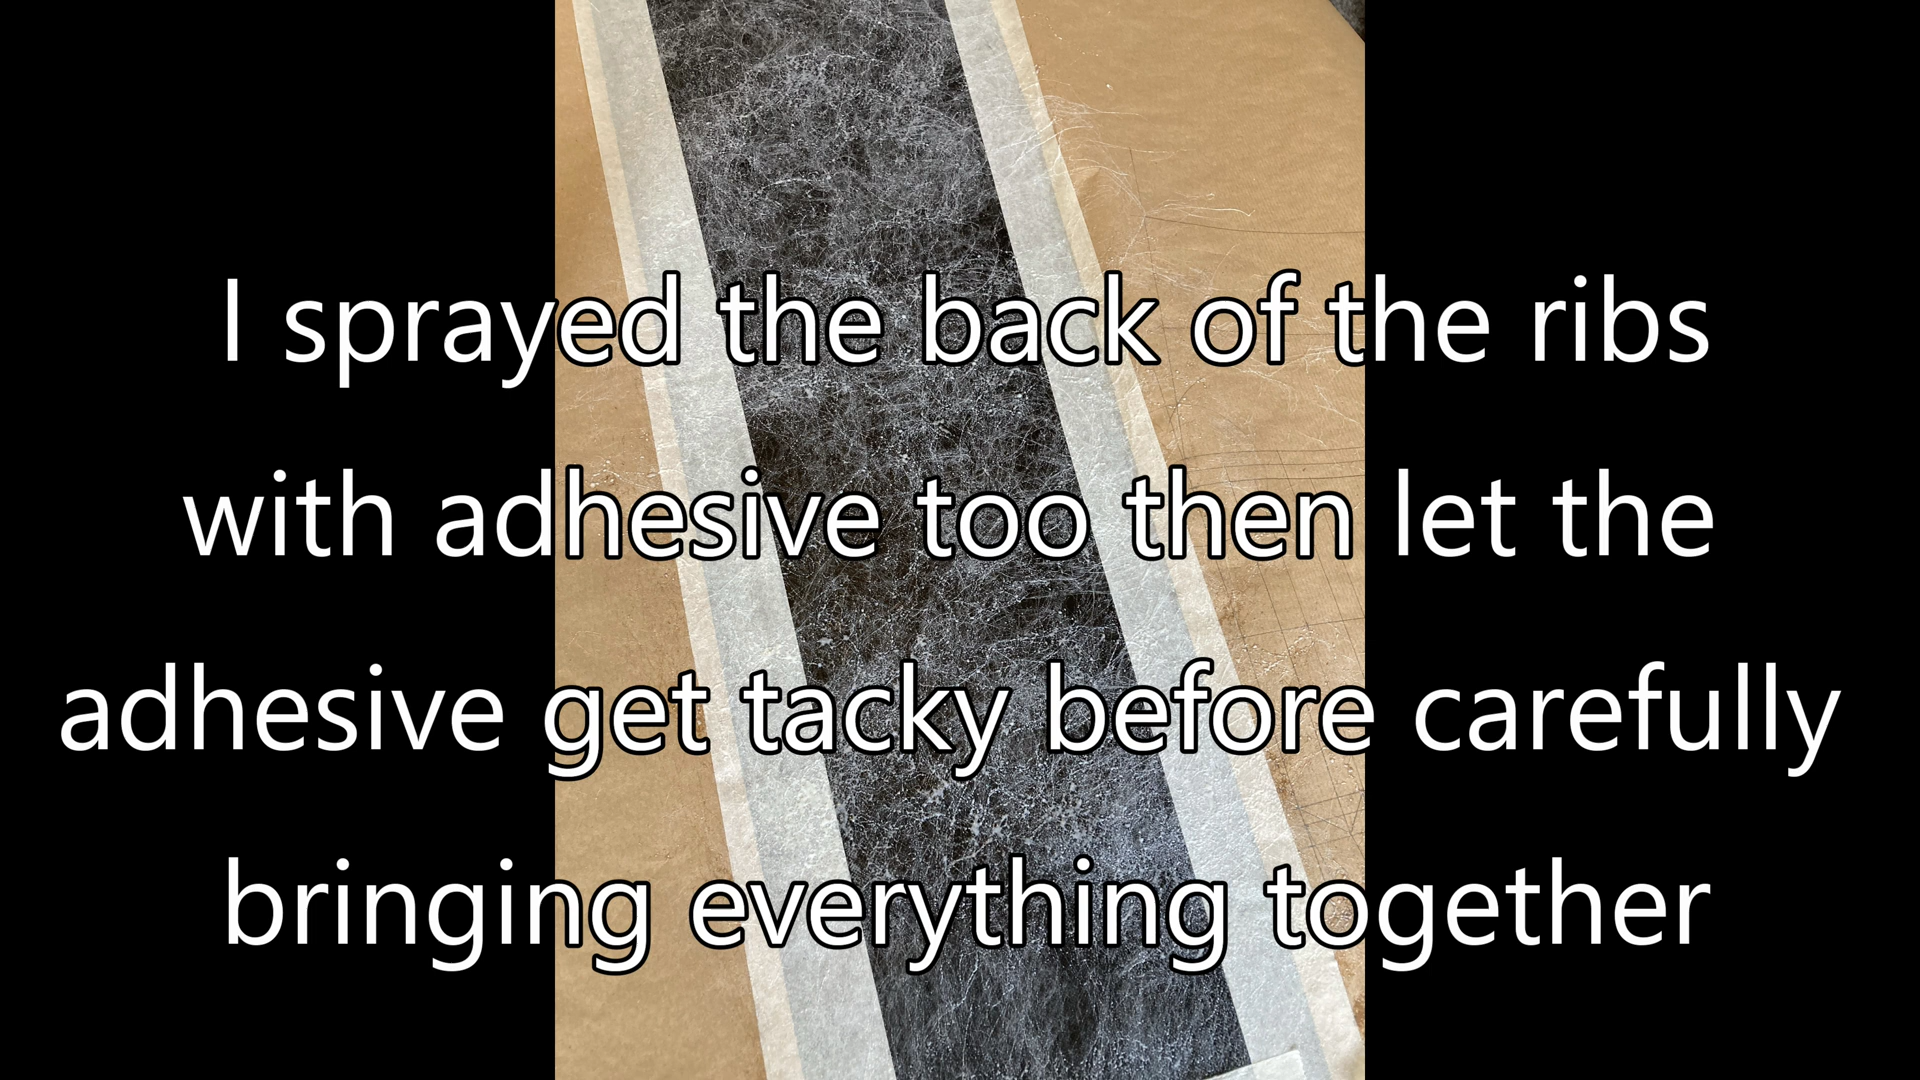 I sprayed the back of the ribs
with adhesive too then let the
adhesive get tacky before carefully
bringing everything together